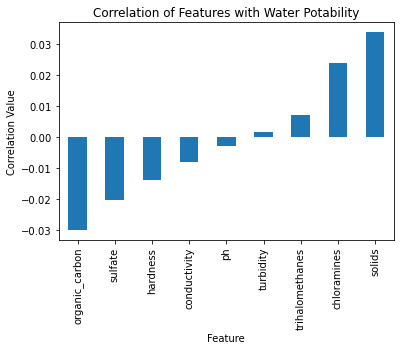 Correlation of Features with Water Potability
Correlation Value
0.03
0.02
0.01
0.00
−0.01
−0.02
−0.03
organic_carbon
sulfate
hardness
conductivity
ph
turbidity
trihalomethanes
chloramines
solids
Feature